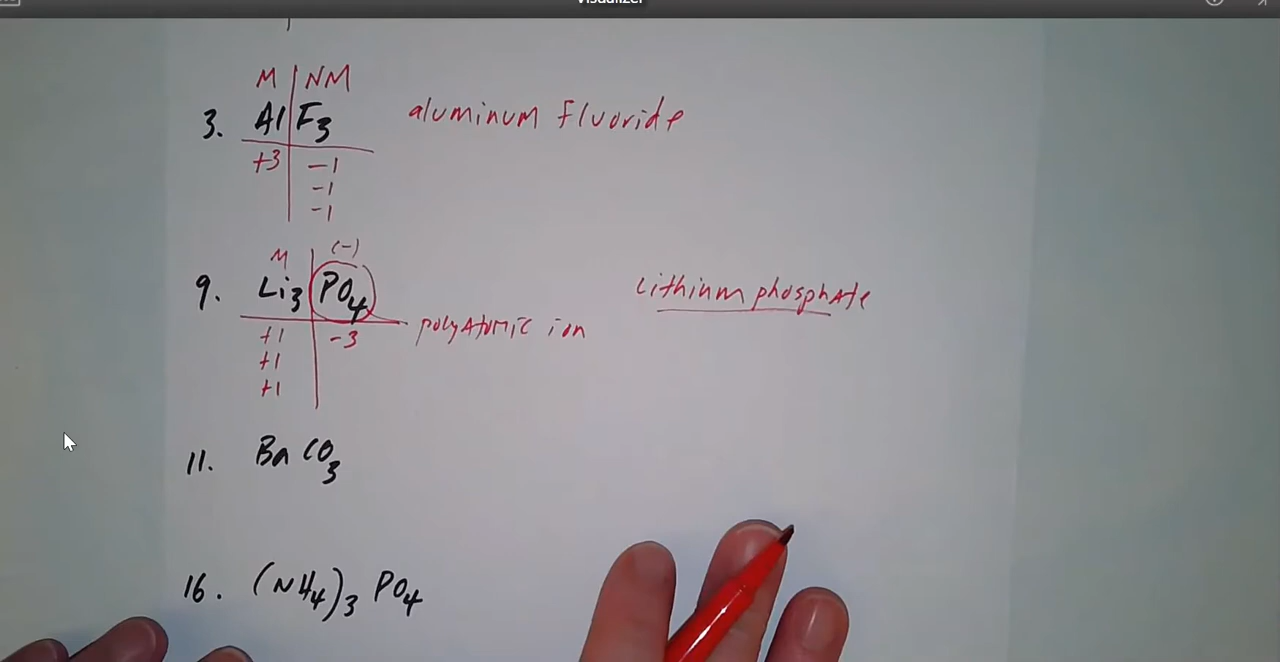 Visualizer
M NM
3. Al F3 aluminum fluoride
+3 -1
-1
-1
M (-)
9. Li3 PO4 Lithium phosphate
+1 -3 polyatomic ion
+1
+1
11. Ba CO3
16. (NH4)3 PO4